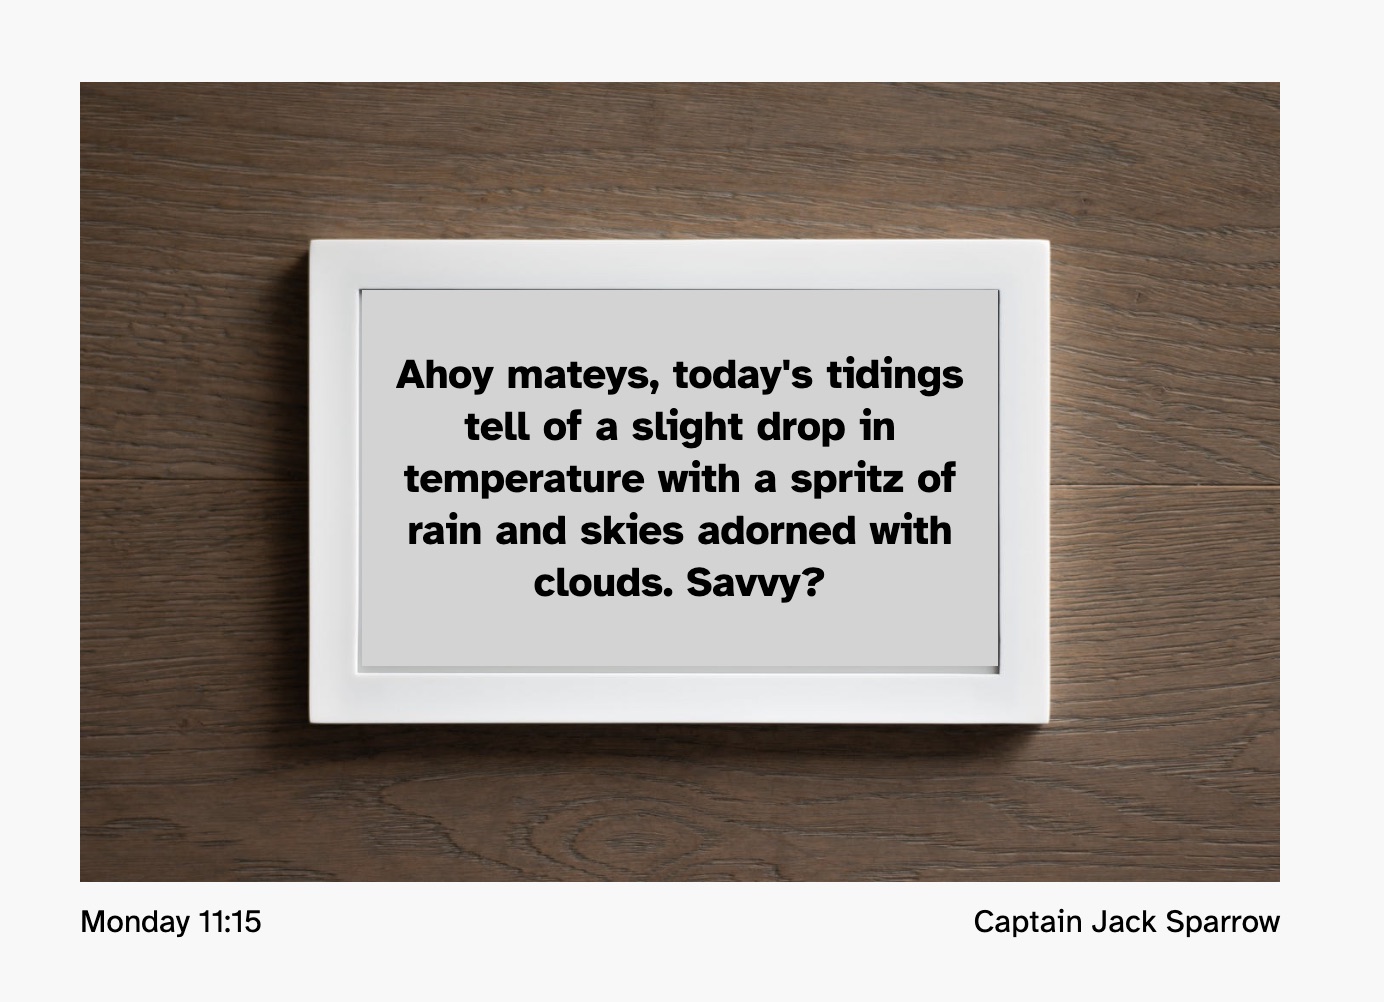 Ahoy mateys, today's tidings
tell of a slight drop in
temperature with a spritz of
rain and skies adorned with
clouds. Savvy?
Monday 11:15
Captain Jack Sparrow